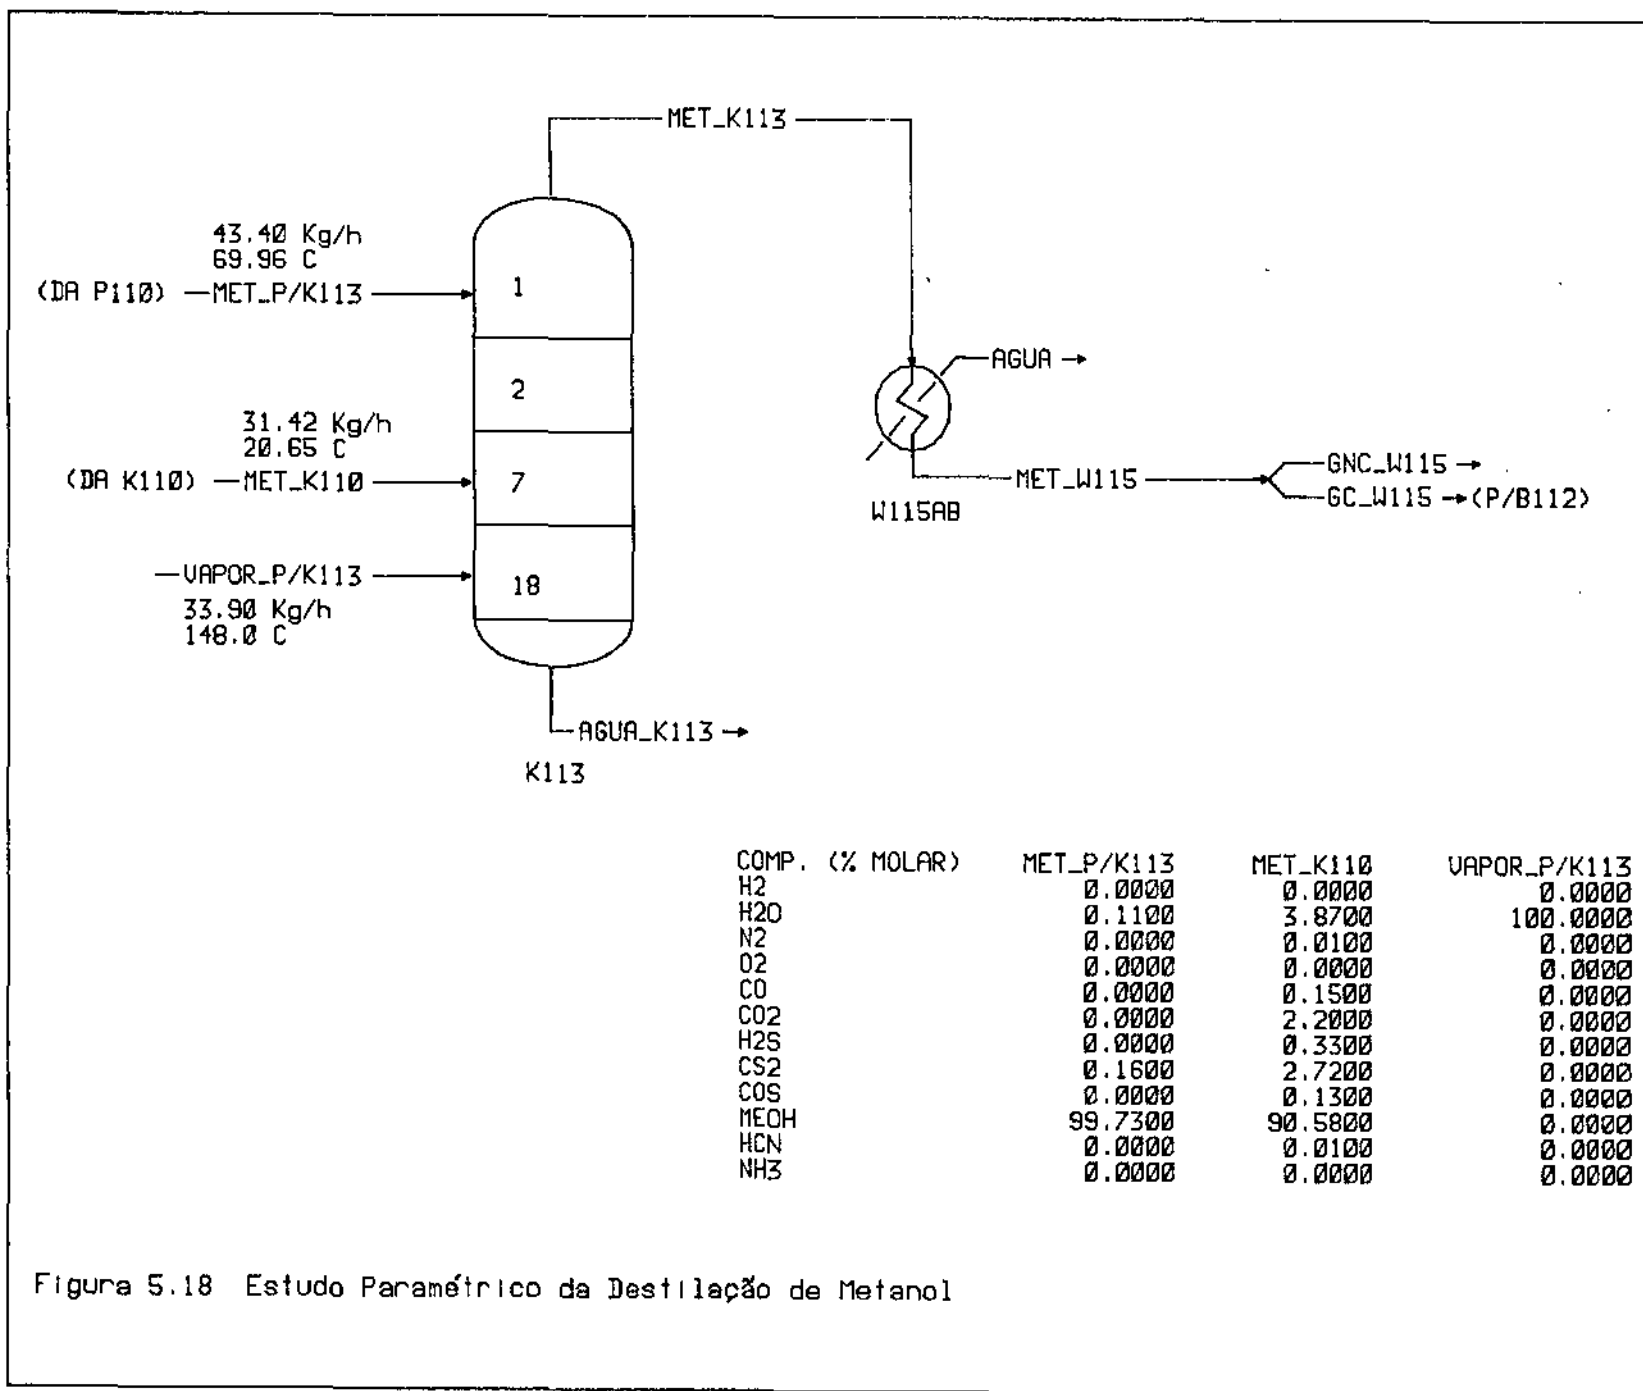 MET_K113
43.40 Kg/h
69.96 C
(DA P110) MET_P/K113
1
AGUA
2
31.42 Kg/h
20.65 C
(DA K110) MET_K110
7
MET_W115
GNC_W115
GC_W115 (P/B112)
W115AB
VAPOR_P/K113
18
33.90 Kg/h
148.0 C
AGUA_K113
K113
COMP. (% MOLAR) MET_P/K113 MET_K110 VAPOR_P/K113
H2 0.0000 0.0000 0.0000
H2O 0.1100 3.8700 100.0000
N2 0.0000 0.0100 0.0000
O2 0.0000 0.0000 0.0000
CO 0.0000 0.1500 0.0000
CO2 0.0000 2.2000 0.0000
H2S 0.0000 0.3300 0.0000
CS2 0.1600 2.7200 0.0000
COS 0.0000 0.1300 0.0000
MEOH 99.7300 90.5800 0.0000
HCN 0.0000 0.0100 0.0000
NH3 0.0000 0.0000 0.0000
Figura 5.18 Estudo Paramétrico da Destilação de Metanol